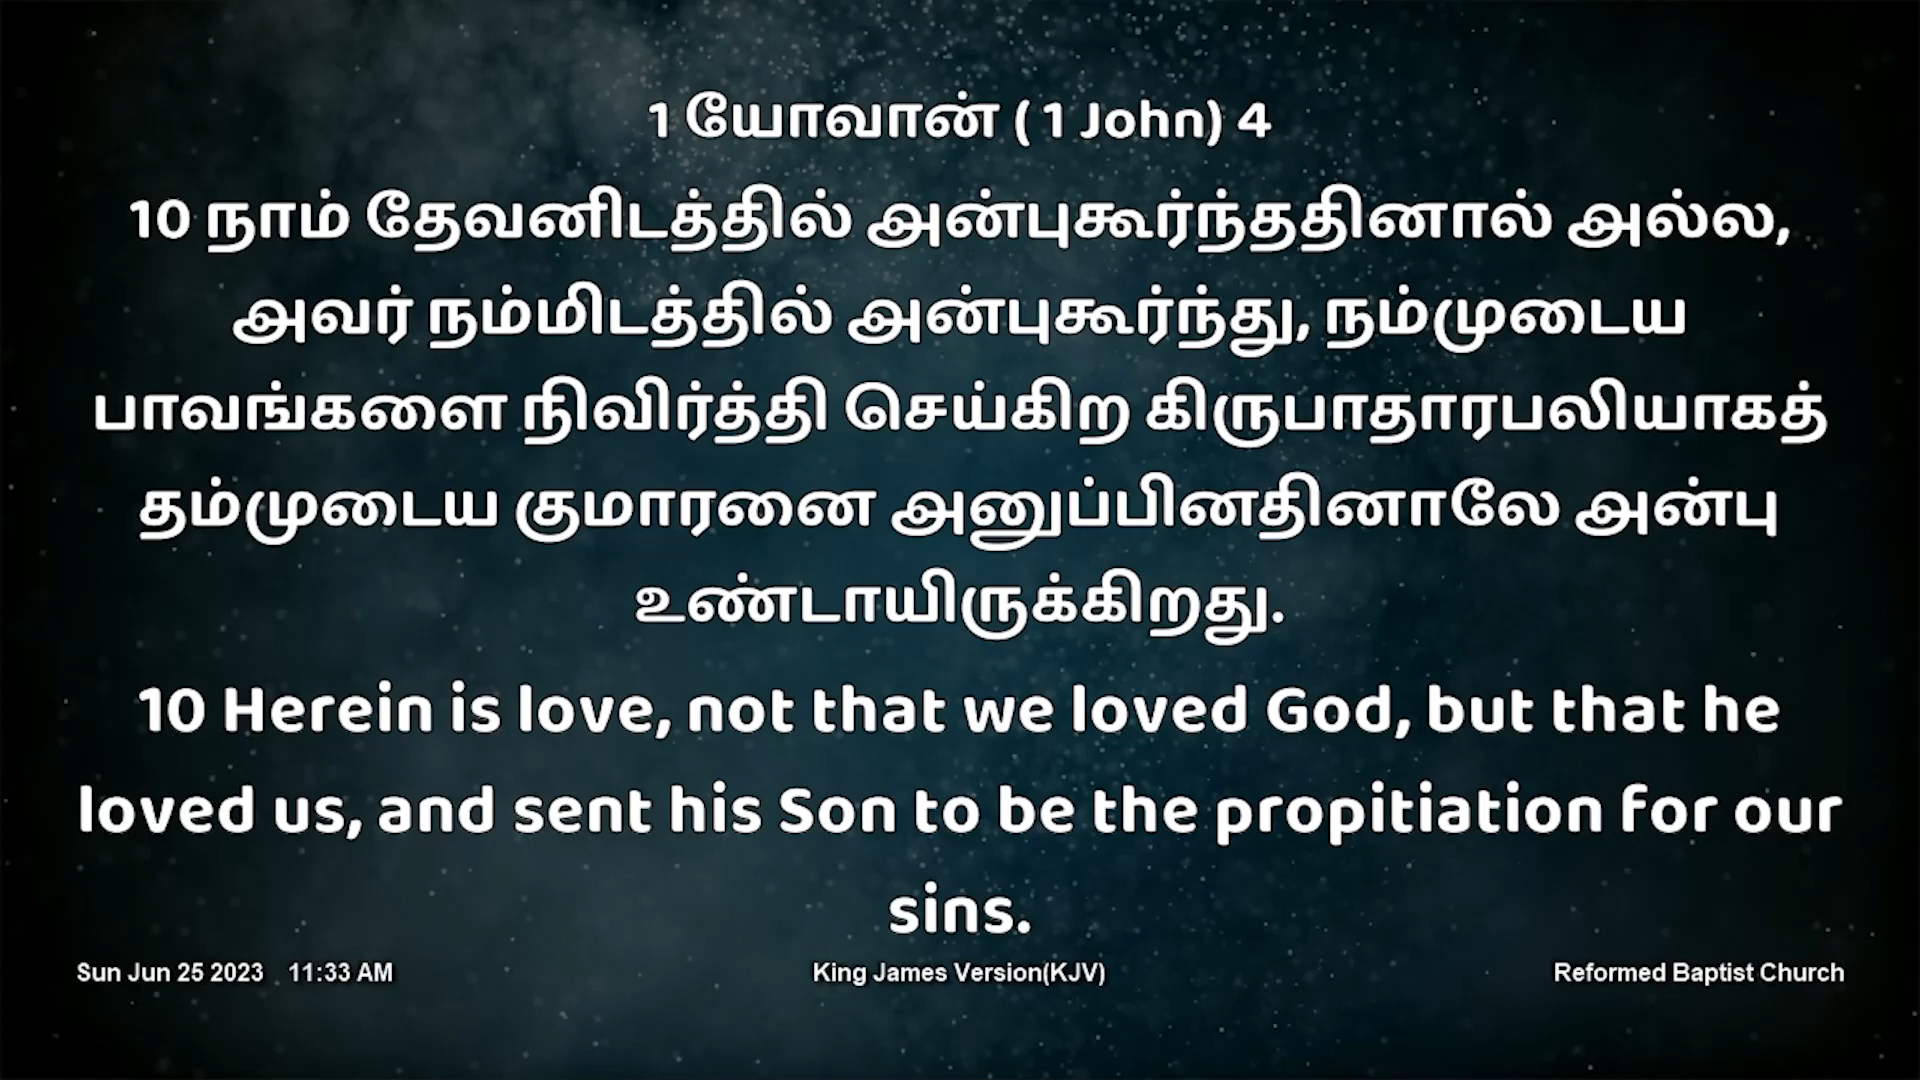 1 யோவான் ( 1 John) 4
10 நாம் தேவனிடத்தில் அன்புகூர்ந்ததினால் அல்ல,
அவர் நம்மிடத்தில் அன்புகூர்ந்து, நம்முடைய
பாவங்களை நிவிர்த்தி செய்கிற கிருபாதாரபலியாகத்
தம்முடைய குமாரனை அனுப்பினதினாலே அன்பு
உண்டாயிருக்கிறது.
10 Herein is love, not that we loved God, but that he
loved us, and sent his Son to be the propitiation for our
sins.
Sun Jun 25 2023 11:33 AM King James Version(KJV) Reformed Baptist Church